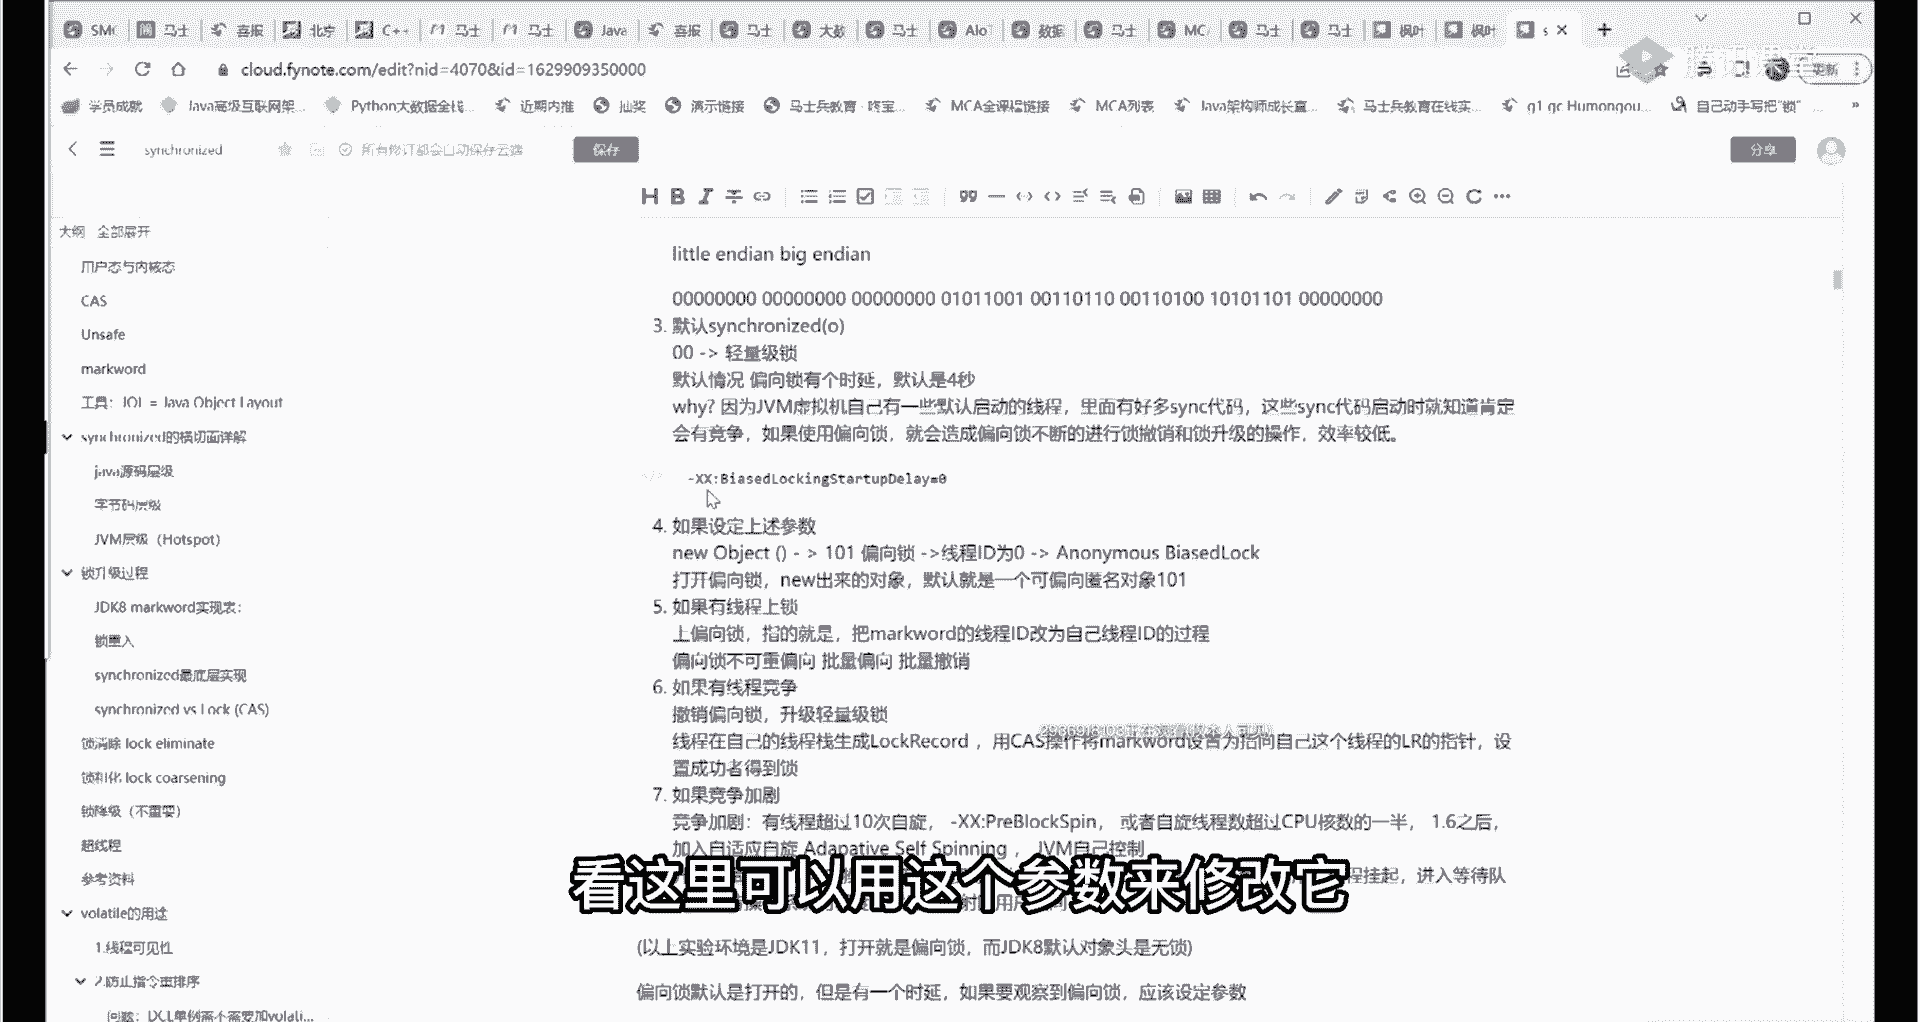 SM
马士
喜报
北京
C++
马士
马士
Java
喜报
马士
大数
马士
AIo
数据
马士
MC
马士
马士
枫叶
枫叶
s
cloud.fynote.com/edit?nid=4070&id=1629909350000
腾讯课堂
更新
学员成就
Java高级互联网架...
Python大数据全栈...
近期内推
抽奖
演示链接
马士兵教育·咚宝...
MCA全课程链接
MCA列表
Java架构师成长直...
马士兵教育在线实...
g1 gc Humongou...
自己动手写把"锁" ...
synchronized
所有修订都会自动保存云端
保存
分享
大纲 全部展开
用户态与内核态
CAS
Unsafe
markword
工具：JOL = Java Object Layout
synchronized的横切面详解
java源码层级
字节码层级
JVM层级（Hotspot）
锁升级过程
JDK8 markword实现表：
锁重入
synchronized最底层实现
synchronized vs Lock (CAS)
锁消除 lock eliminate
锁粗化 lock coarsening
锁降级（不重要）
超线程
参考资料
volatile的用途
1.线程可见性
2.防止指令重排序
问题：DCL单例需不需要加volati...
little endian big endian
00000000 00000000 00000000 01011001 00110110 00110100 10101101 00000000
3. 默认synchronized(o)
00 -> 轻量级锁
默认情况 偏向锁有个时延，默认是4秒
why? 因为JVM虚拟机自己有一些默认启动的线程，里面有好多sync代码，这些sync代码启动时就知道肯定
会有竞争，如果使用偏向锁，就会造成偏向锁不断的进行锁撤销和锁升级的操作，效率较低。
-XX:BiasedLockingStartupDelay=0
4. 如果设定上述参数
new Object () - > 101 偏向锁 ->线程ID为0 -> Anonymous BiasedLock
打开偏向锁，new出来的对象，默认就是一个可偏向匿名对象101
5. 如果有线程上锁
上偏向锁，指的就是，把markword的线程ID改为自己线程ID的过程
偏向锁不可重偏向 批量偏向 批量撤销
6. 如果有线程竞争
撤销偏向锁，升级轻量级锁
线程在自己的线程栈生成LockRecord ，用CAS操作将markword设置为指向自己这个线程的LR的指针，设
置成功者得到锁
7. 如果竞争加剧
竞争加剧：有线程超过10次自旋， -XX:PreBlockSpin， 或者自旋线程数超过CPU核数的一半， 1.6之后，
加入自适应自旋 Adapative Self Spinning ， JVM自己控制
程挂起，进入等待队
看这里可以用这个参数来修改它
(以上实验环境是JDK11，打开就是偏向锁，而JDK8默认对象头是无锁)
偏向锁默认是打开的，但是有一个时延，如果要观察到偏向锁，应该设定参数